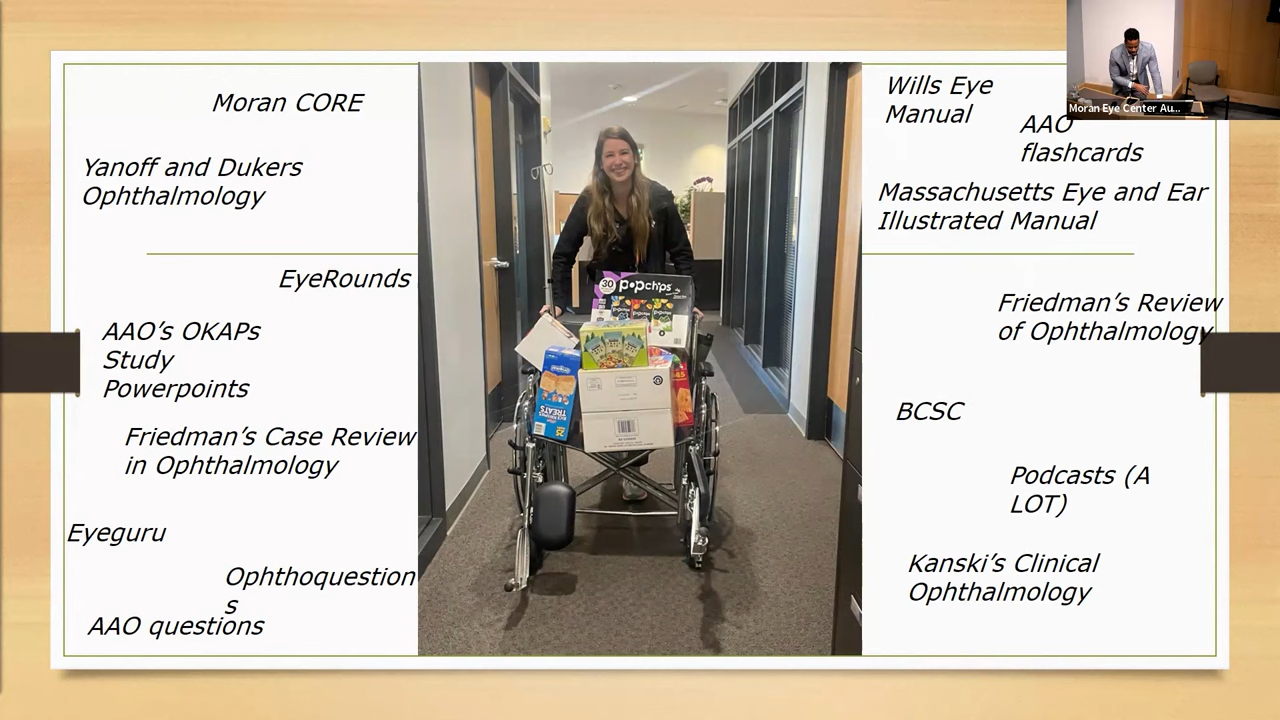 Moran CORE
Yanoff and Dukers
Ophthalmology
EyeRounds
AAO's OKAPs
Study
Powerpoints
Friedman's Case Review
in Ophthalmology
Eyeguru
Ophthoquestion
s
AAO questions
30
popchips
TREATS
Wills Eye
Manual
AAO
flashcards
Massachusetts Eye and Ear
Illustrated Manual
Friedman's Review
of Ophthalmology
BCSC
Podcasts (A
LOT)
Kanski's Clinical
Ophthalmology
Moran Eye Center Au...